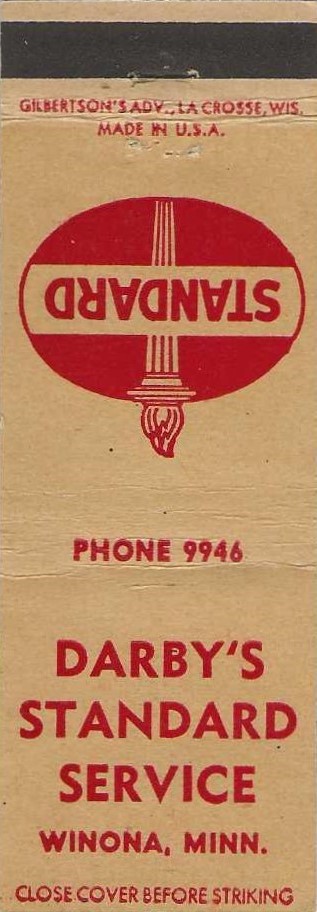 GILBERTSON'S ADV., LA CROSSE, WIS.
MADE IN U.S.A.
STANDARD
PHONE 9946
DARBY'S
STANDARD
SERVICE
WINONA, MINN.
CLOSE COVER BEFORE STRIKING